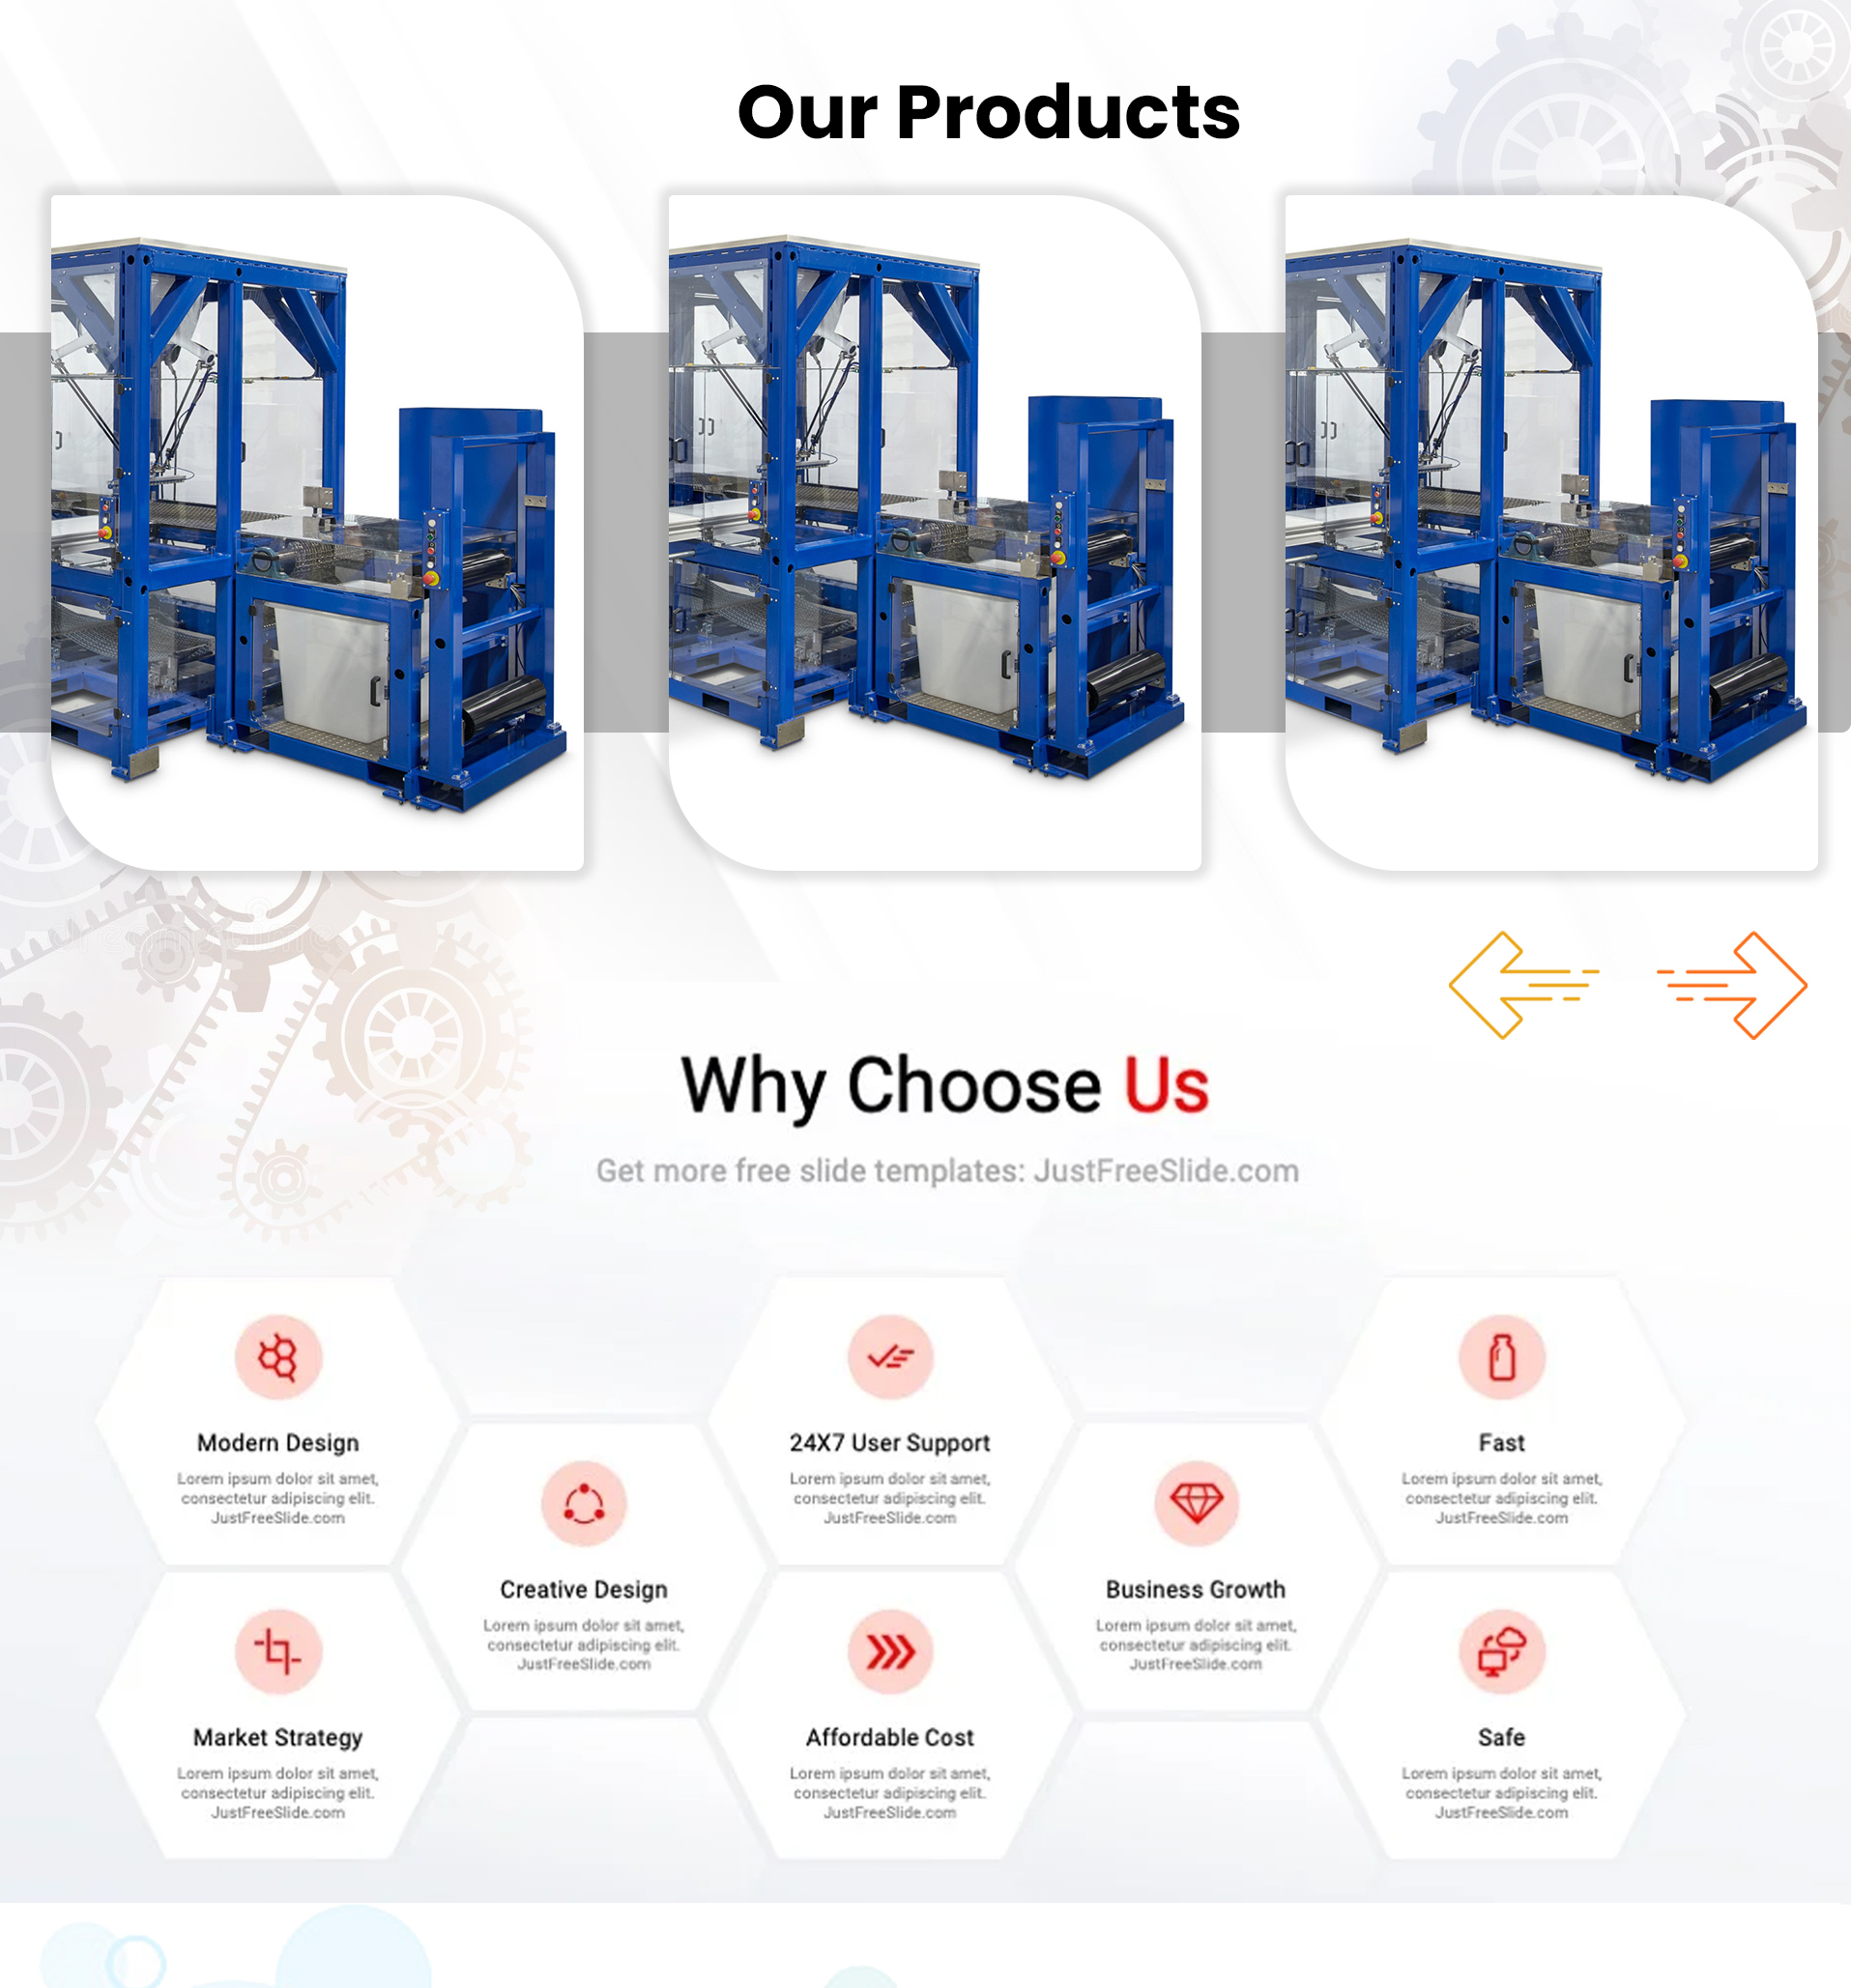 Our Products
Why Choose Us
Get more free slide templates: JustFreeSlide.com
Modern Design
Lorem ipsum dolor sit amet,
consectetur adipiscing elit.
JustFreeSlide.com
24X7 User Support
Lorem ipsum dolor sit amet,
consectetur adipiscing elit.
JustFreeSlide.com
Fast
Lorem ipsum dolor sit amet,
consectetur adipiscing elit.
JustFreeSlide.com
Creative Design
Lorem ipsum dolor sit amet,
consectetur adipiscing elit.
JustFreeSlide.com
Business Growth
Lorem ipsum dolor sit amet,
consectetur adipiscing elit.
JustFreeSlide.com
Market Strategy
Lorem ipsum dolor sit amet,
consectetur adipiscing elit.
JustFreeSlide.com
Affordable Cost
Lorem ipsum dolor sit amet,
consectetur adipiscing elit.
JustFreeSlide.com
Safe
Lorem ipsum dolor sit amet,
consectetur adipiscing elit.
JustFreeSlide.com